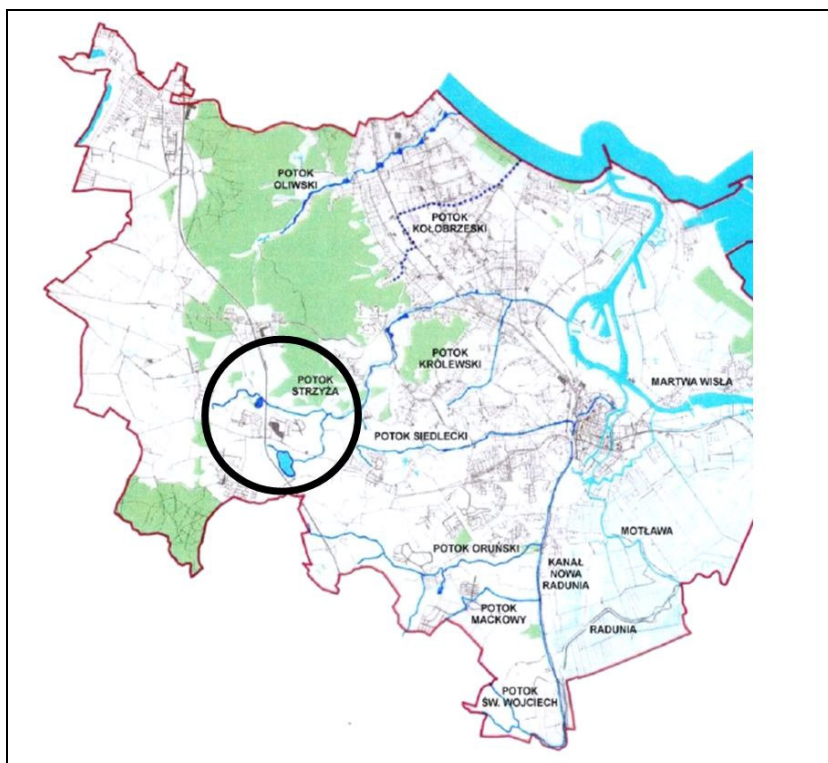 POTOK
OLIWSKI
POTOK
KOŁOBRZESKI
POTOK
KRÓLEWSKI
POTOK
STRZYŻA
MARTWA WISŁA
POTOK SIEDLECKI
MOTŁAWA
POTOK ORUŃSKI
KANAŁ
NOWA
RADUNIA
POTOK
MAĆKOWY
RADUNIA
POTOK
ŚW. WOJCIECH